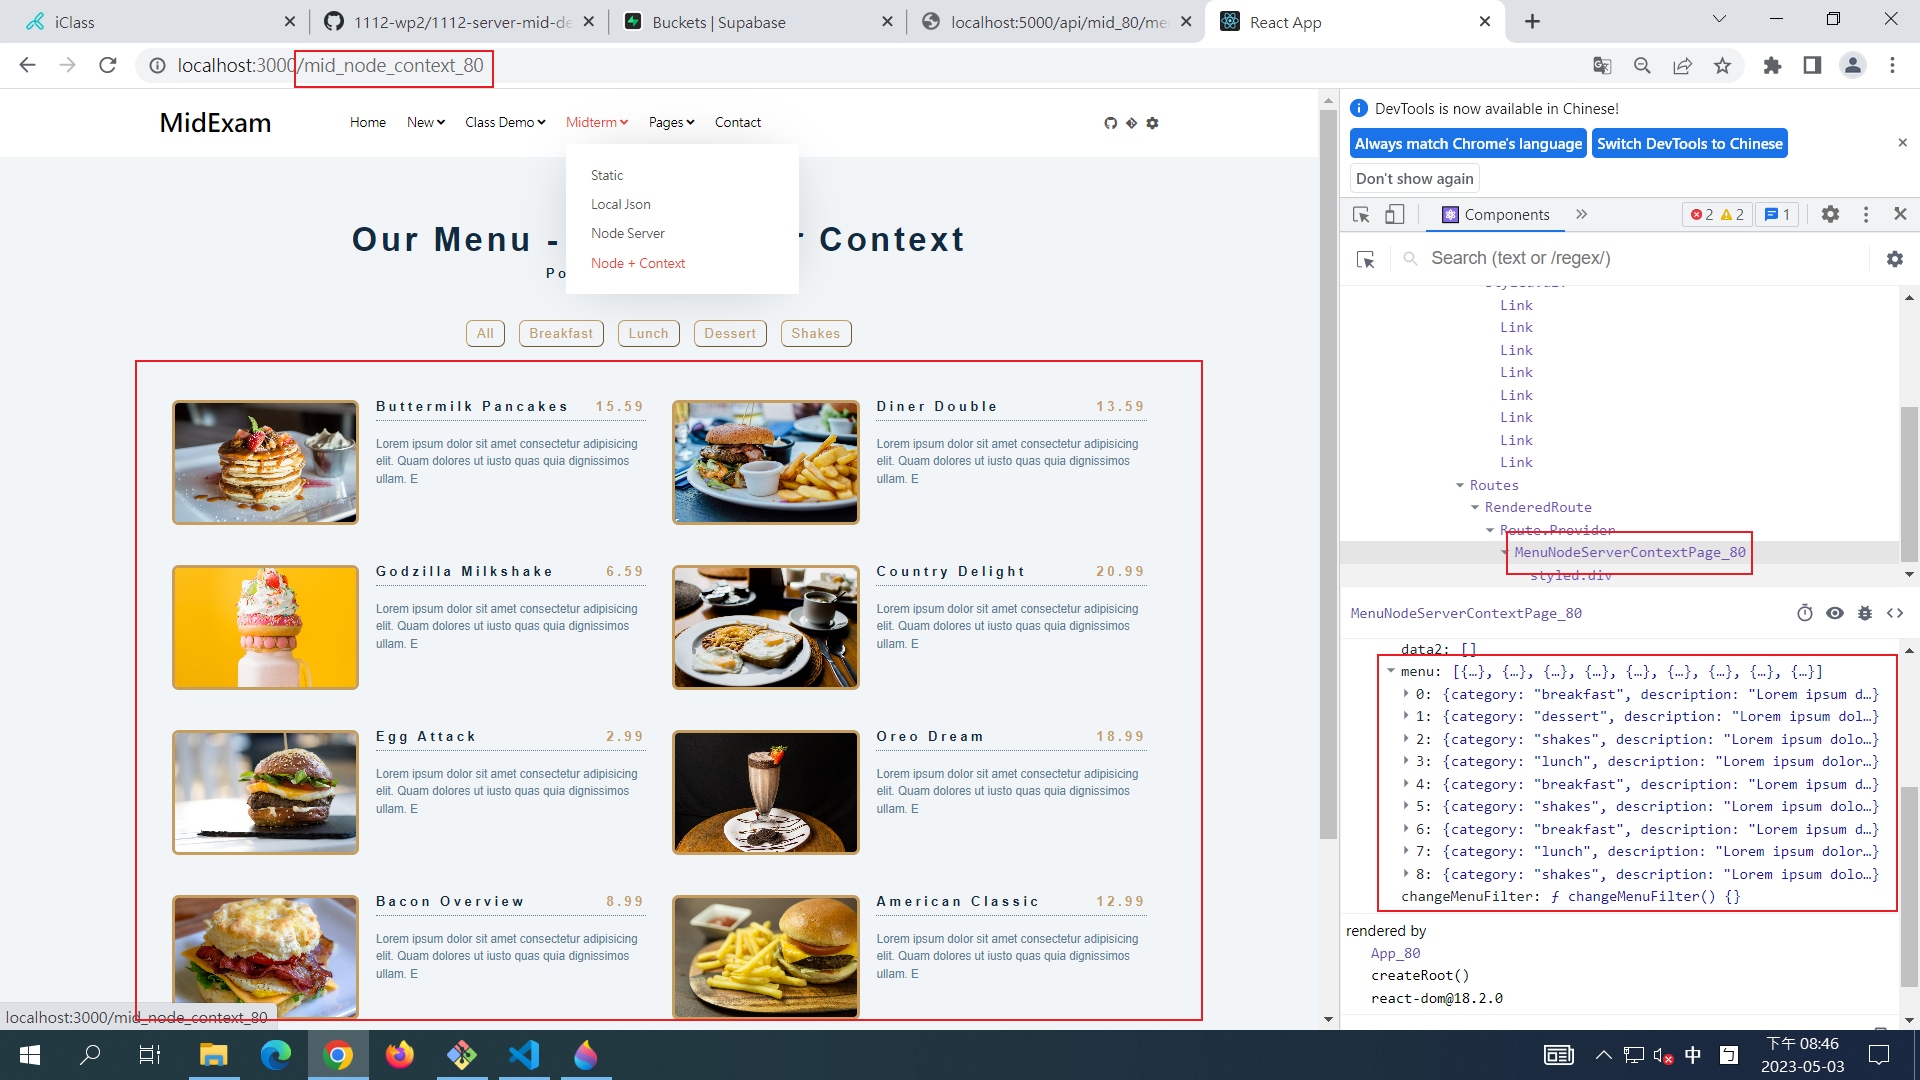 iClass
1112-wp2/1112-server-mid-de
Buckets | Supabase
localhost:5000/api/mid_80/me
React App
localhost:3000/mid_node_context_80
MidExam
Home
New
Class Demo
Midterm
Pages
Contact
Static
Local Json
Node Server
Node + Context
Our Menu - r Context
Po
All
Breakfast
Lunch
Dessert
Shakes
Buttermilk Pancakes 15.59
Lorem ipsum dolor sit amet consectetur adipisicing
elit. Quam dolores ut iusto quas quia dignissimos
ullam. E
Diner Double 13.59
Lorem ipsum dolor sit amet consectetur adipisicing
elit. Quam dolores ut iusto quas quia dignissimos
ullam. E
Godzilla Milkshake 6.59
Lorem ipsum dolor sit amet consectetur adipisicing
elit. Quam dolores ut iusto quas quia dignissimos
ullam. E
Country Delight 20.99
Lorem ipsum dolor sit amet consectetur adipisicing
elit. Quam dolores ut iusto quas quia dignissimos
ullam. E
Egg Attack 2.99
Lorem ipsum dolor sit amet consectetur adipisicing
elit. Quam dolores ut iusto quas quia dignissimos
ullam. E
Oreo Dream 18.99
Lorem ipsum dolor sit amet consectetur adipisicing
elit. Quam dolores ut iusto quas quia dignissimos
ullam. E
Bacon Overview 8.99
Lorem ipsum dolor sit amet consectetur adipisicing
elit. Quam dolores ut iusto quas quia dignissimos
ullam. E
American Classic 12.99
Lorem ipsum dolor sit amet consectetur adipisicing
elit. Quam dolores ut iusto quas quia dignissimos
ullam. E
localhost:3000/mid_node_context_80
DevTools is now available in Chinese!
Always match Chrome's language
Switch DevTools to Chinese
Don't show again
Components
2 2
1
Search (text or /regex/)
Link
Link
Link
Link
Link
Link
Link
Link
Routes
RenderedRoute
Route.Provider
MenuNodeServerContextPage_80
styled.div
MenuNodeServerContextPage_80
data2: []
menu: [{…}, {…}, {…}, {…}, {…}, {…}, {…}, {…}, {…}]
0: {category: "breakfast", description: "Lorem ipsum d…}
1: {category: "dessert", description: "Lorem ipsum dol…}
2: {category: "shakes", description: "Lorem ipsum dolo…}
3: {category: "lunch", description: "Lorem ipsum dolor…}
4: {category: "breakfast", description: "Lorem ipsum d…}
5: {category: "shakes", description: "Lorem ipsum dolo…}
6: {category: "breakfast", description: "Lorem ipsum d…}
7: {category: "lunch", description: "Lorem ipsum dolor…}
8: {category: "shakes", description: "Lorem ipsum dolo…}
changeMenuFilter: ƒ changeMenuFilter() {}
rendered by
App_80
createRoot()
react-dom@18.2.0
中
ㄅ
下午 08:46
2023-05-03